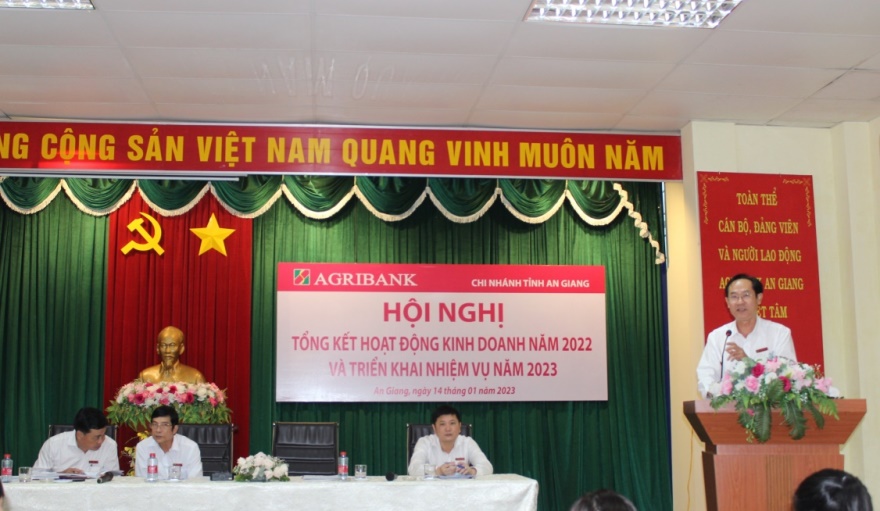 NG CỘNG SẢN VIỆT NAM QUANG VINH MUÔN NĂM
AGRIBANK
CHI NHÁNH TỈNH AN GIANG
HỘI NGHỊ
TỔNG KẾT HOẠT ĐỘNG KINH DOANH NĂM 2022
VÀ TRIỂN KHAI NHIỆM VỤ NĂM 2023
An Giang, ngày 14 tháng 01 năm 2023
TOÀN THỂ
CÁN BỘ, ĐẢNG VIÊN
VÀ NGƯỜI LAO ĐỘNG
AN GIANG
TÂM